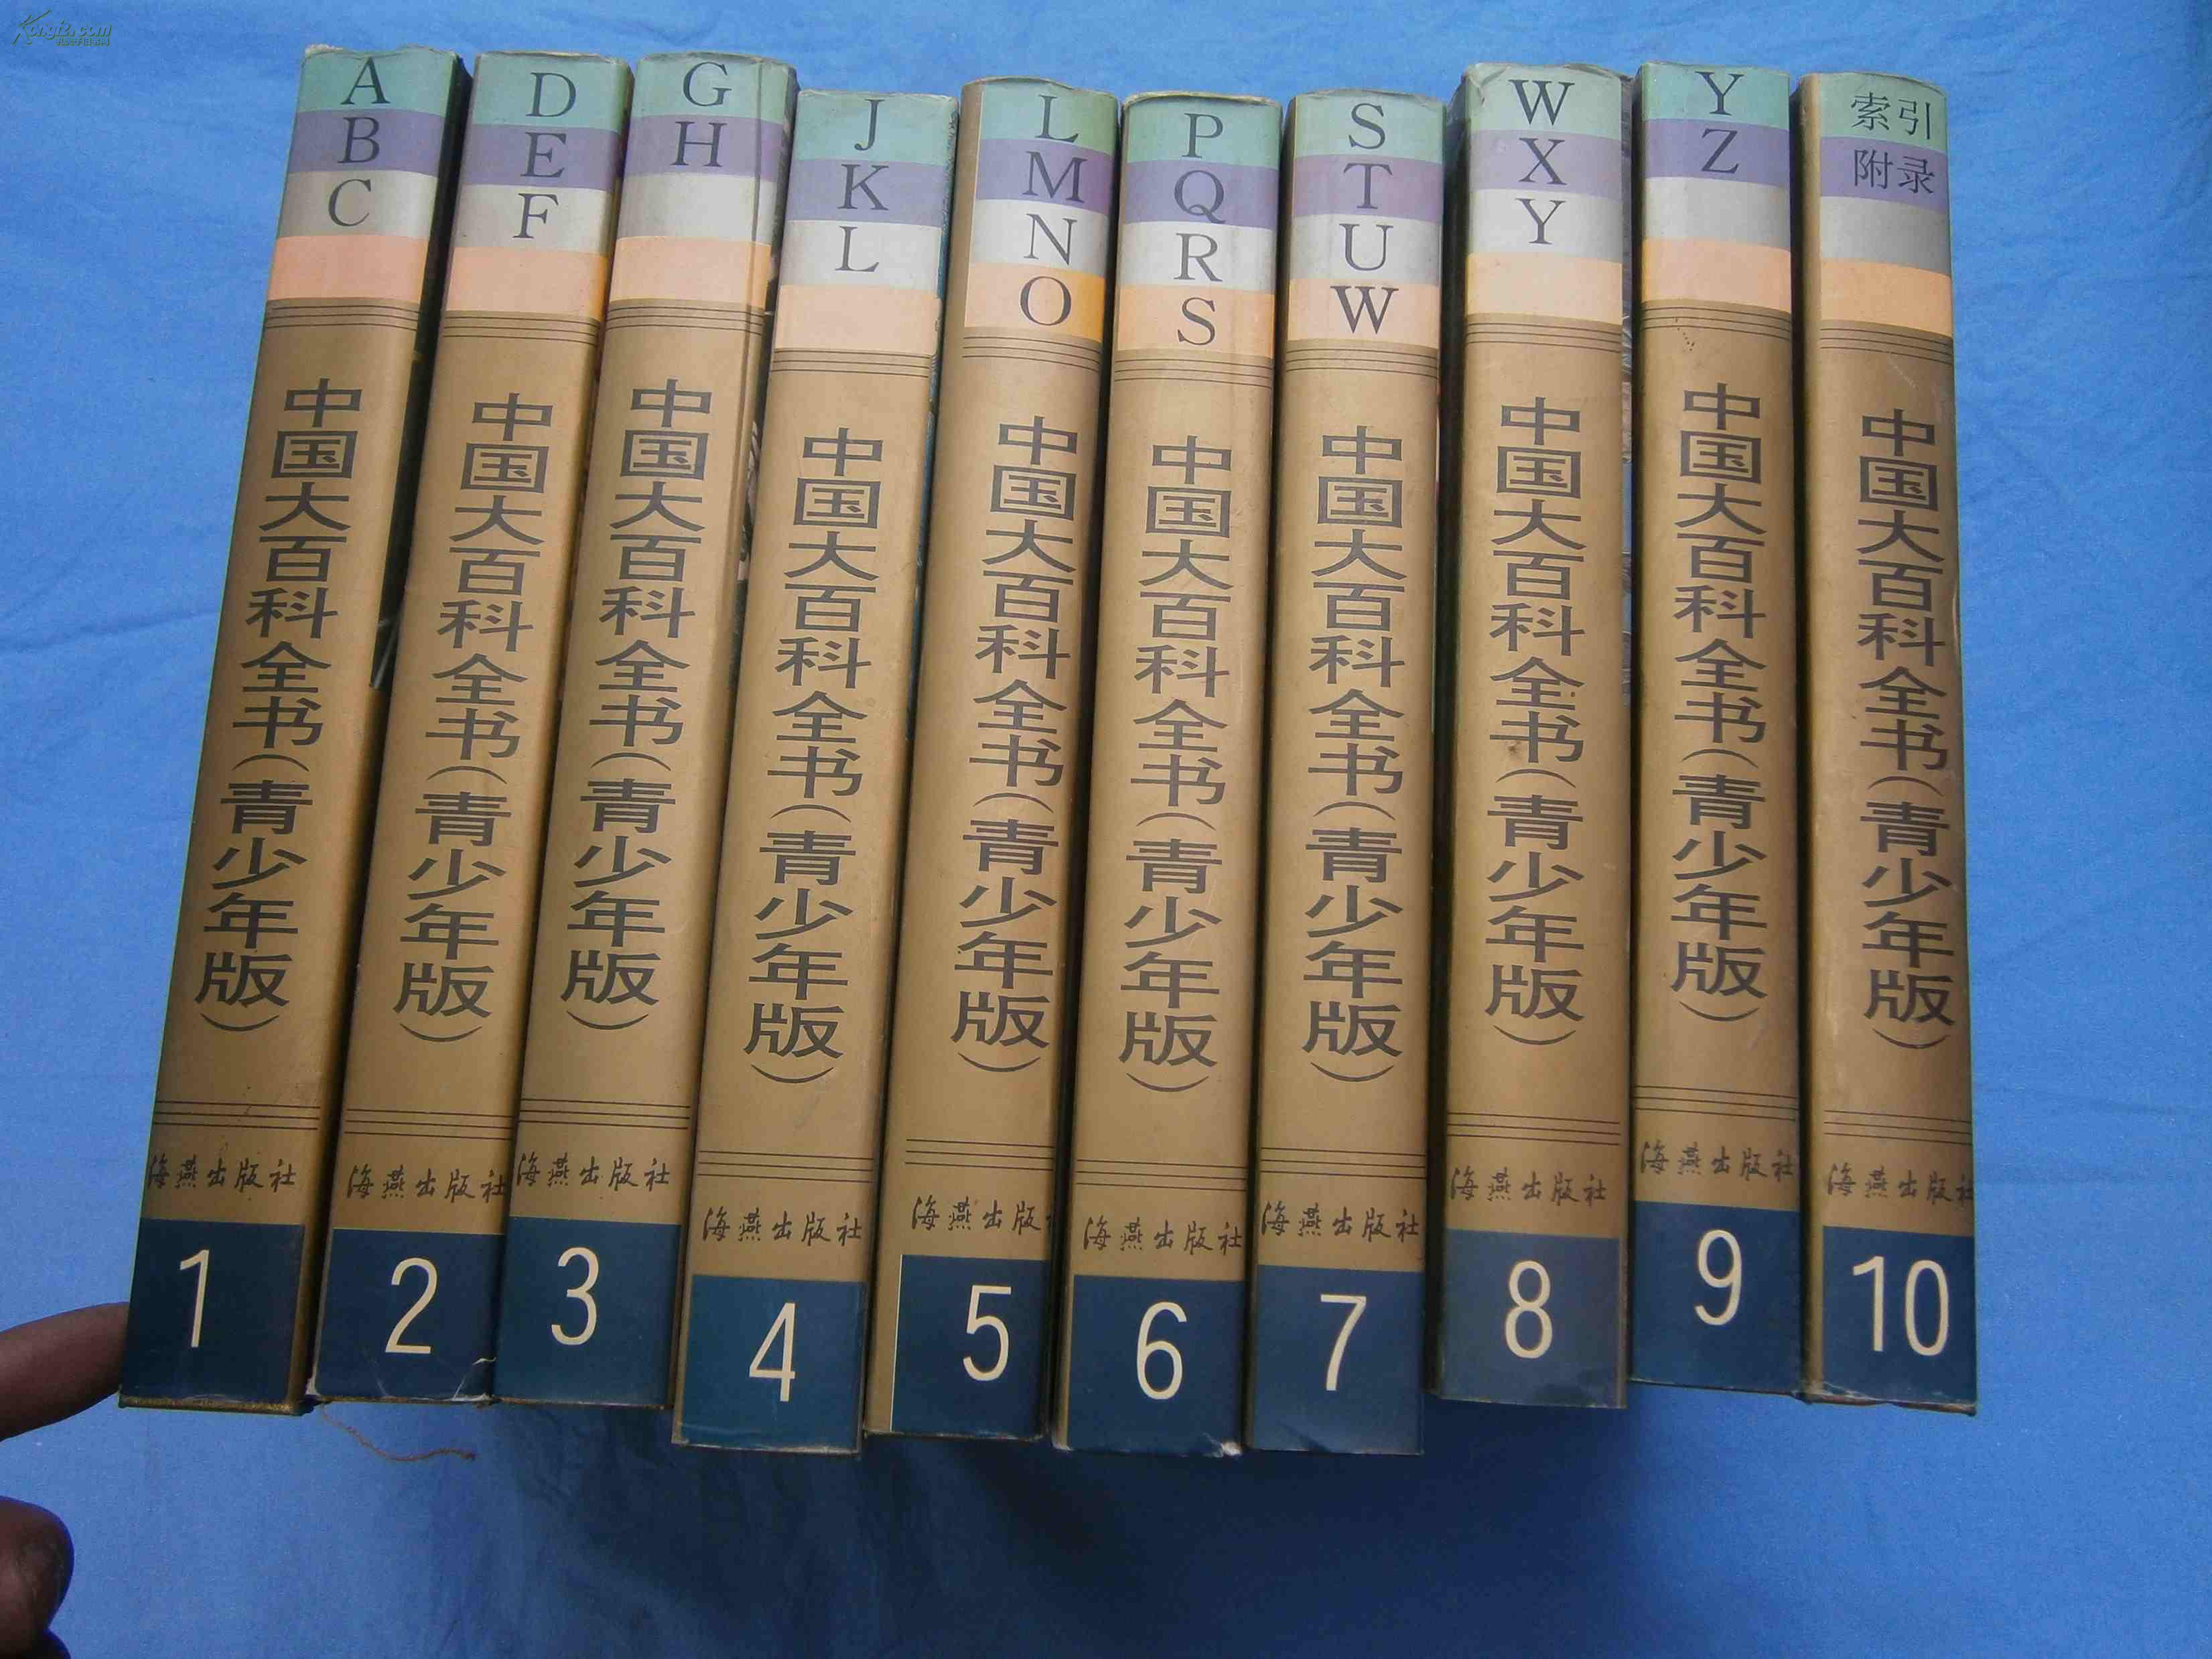 Kongfz.com
A
B
C
中国大百科全书(青少年版)
海燕出版社
1
D
E
F
中国大百科全书(青少年版)
海燕出版社
2
G
H
中国大百科全书(青少年版)
海燕出版社
3
J
K
L
中国大百科全书(青少年版)
海燕出版社
4
L
M
N
O
中国大百科全书(青少年版)
海燕出版
5
P
Q
R
S
中国大百科全书(青少年版)
海燕出版社
6
S
T
U
W
中国大百科全书(青少年版)
海燕出版社
7
W
X
Y
中国大百科全书(青少年版)
海燕出版社
8
Y
Z
中国大百科全书(青少年版)
海燕出版社
9
索引
附录
中国大百科全书(青少年版)
海燕出版社
10